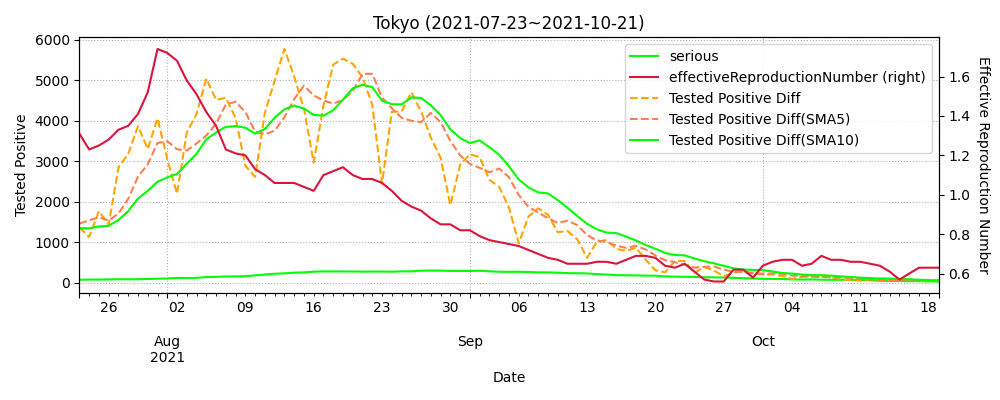 Tokyo (2021-07-23~2021-10-21)
6000
5000
4000
3000
2000
1000
0
Tested Positive
serious
effectiveReproductionNumber (right)
Tested Positive Diff
Tested Positive Diff(SMA5)
Tested Positive Diff(SMA10)
1.6
1.4
1.2
1.0
0.8
0.6
Effective Reproduction Number
26 02 09 16 23 30 06 13 20 27 04 11 18
Aug Sep Oct
2021
Date